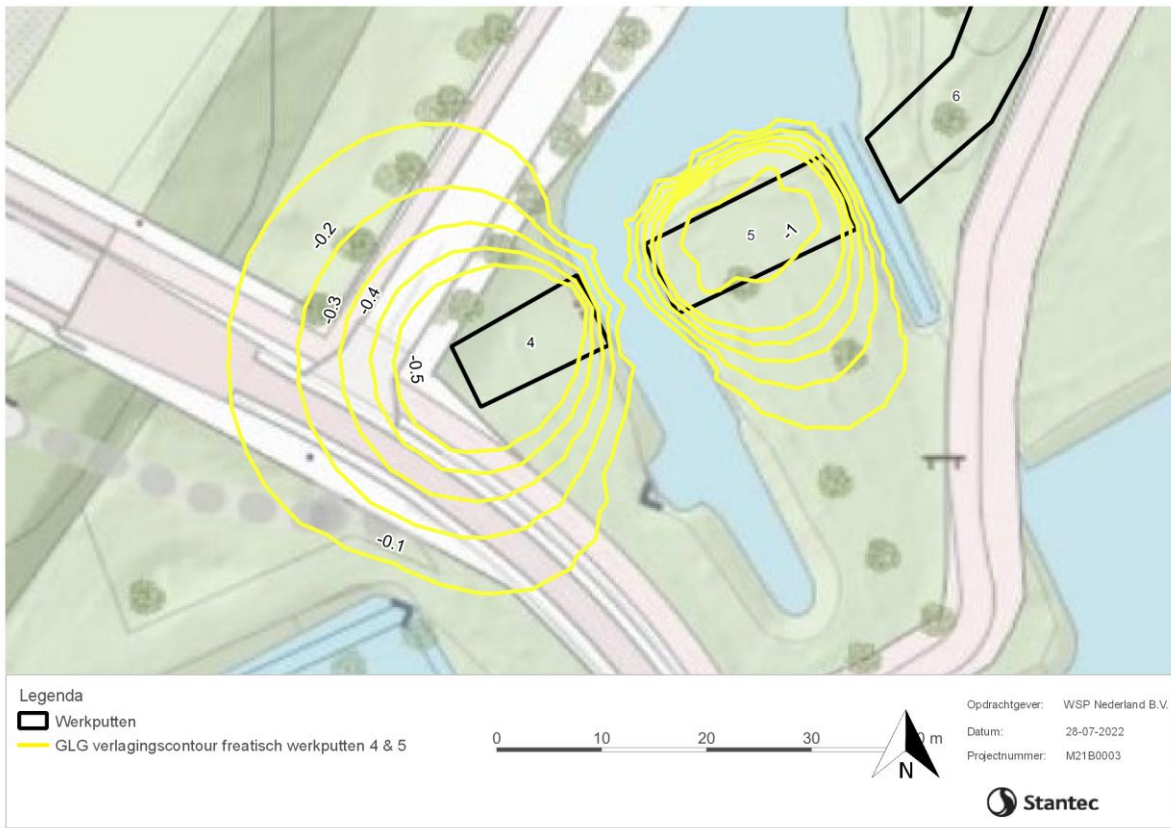 6
-0.2
5
-1
-0.3
-0.4
4
-0.5
-0.1
Legenda
Werkputten
GLG verlagingscontour freatisch werkputten 4 & 5
0 10 20 30 0 m
N
Opdrachtgever: WSP Nederland B.V.
Datum: 28-07-2022
Projectnummer: M21B0003
Stantec